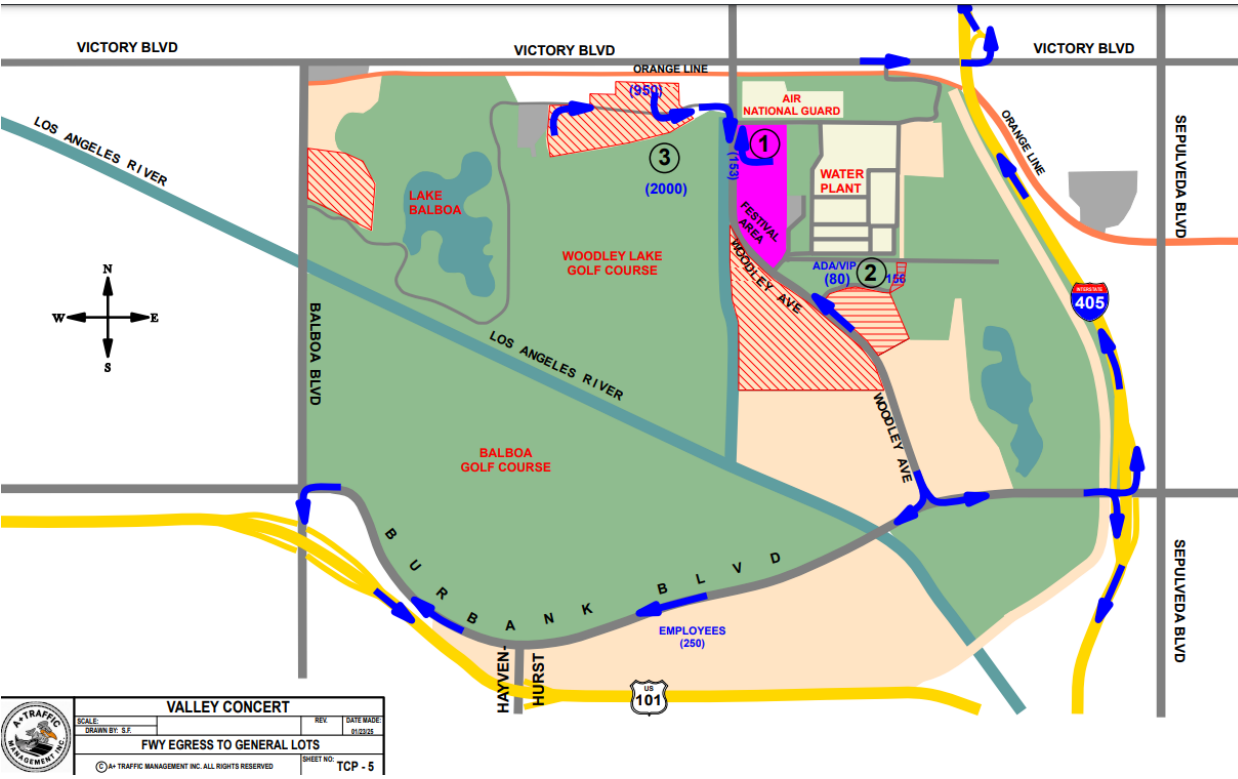 VICTORY BLVD
VICTORY BLVD
VICTORY BLVD
ORANGE LINE
(950)
AIR
NATIONAL GUARD
ORANGE LINE
LOS ANGELES RIVER
SEPULVEDA BLVD
1
3
(153)
(2000)
WATER
PLANT
LAKE
BALBOA
FESTIVAL
AREA
WOODLEY LAKE
GOLF COURSE
WOODLEY AVE
ADA/VIP
(80)
2
156
N
W
E
S
INTERSTATE
405
BALBOA BLVD
LOS ANGELES RIVER
WOODLEY AVE
BALBOA
GOLF COURSE
BURBANK BLVD
SEPULVEDA BLVD
EMPLOYEES
(250)
HAYVEN-
HURST
US
101
A+TRAFFIC
MANAGEMENT INC.
VALLEY CONCERT
SCALE:
REV.
DATE MADE:
DRAWN BY: S.F.
01/23/25
FWY EGRESS TO GENERAL LOTS
© A+ TRAFFIC MANAGEMENT INC. ALL RIGHTS RESERVED
SHEET NO:
TCP - 5